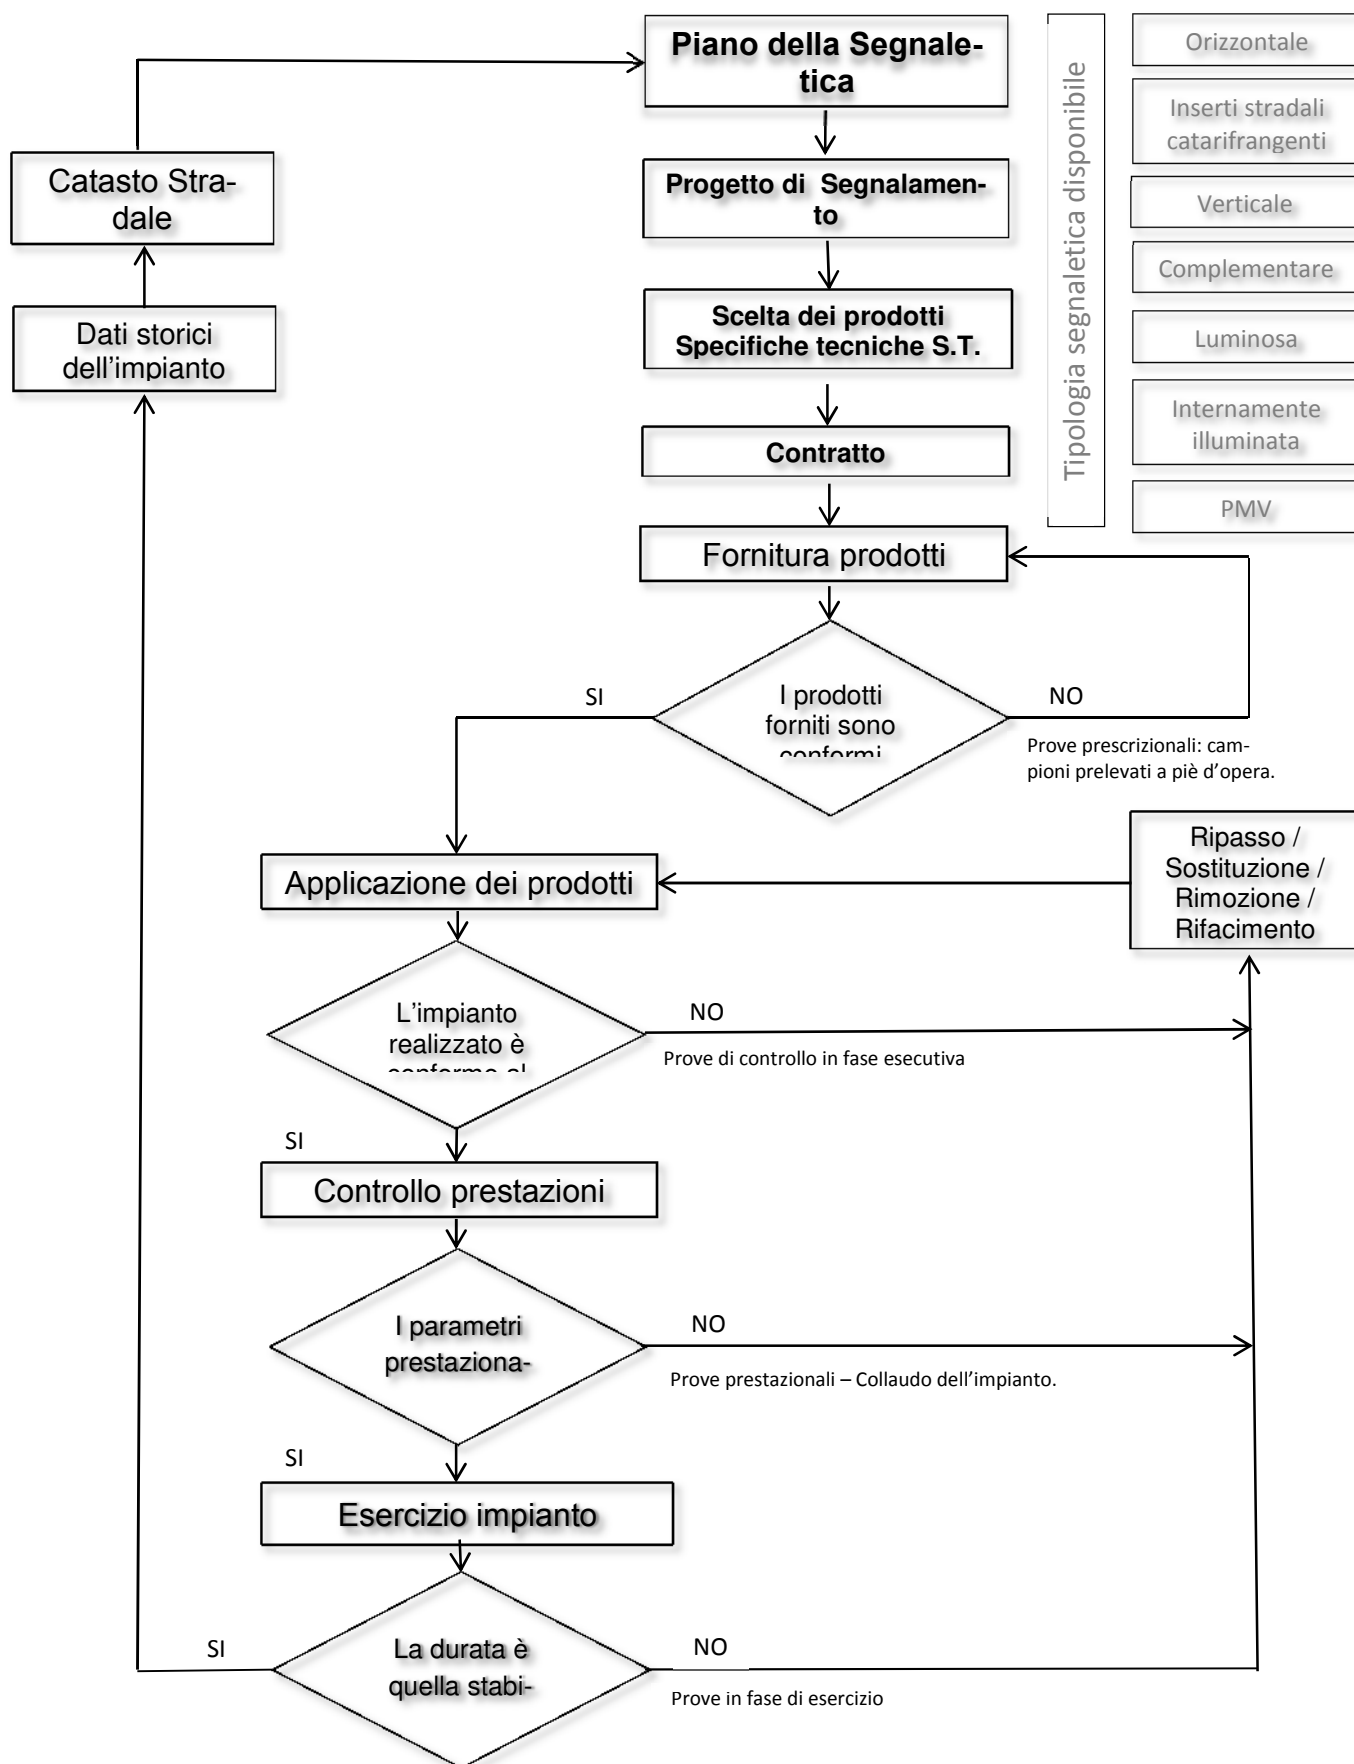 Piano della Segnale-
tica
Tipologia segnaletica disponibile
Orizzontale
Inserti stradali
catarifrangenti
Verticale
Complementare
Luminosa
Internamente
illuminata
PMV
Catasto Stra-
dale
Progetto di Segnalamen-
to
Dati storici
dell'impianto
Scelta dei prodotti
Specifiche tecniche S.T.
Contratto
Fornitura prodotti
SI
I prodotti
forniti sono
conformi
NO
Prove prescrizionali: cam-
pioni prelevati a piè d'opera.
Ripasso /
Sostituzione /
Rimozione /
Rifacimento
Applicazione dei prodotti
L'impianto
realizzato è
conforme al
NO
Prove di controllo in fase esecutiva
SI
Controllo prestazioni
I parametri
prestaziona-
NO
Prove prestazionali – Collaudo dell'impianto.
SI
Esercizio impianto
SI
La durata è
quella stabi-
NO
Prove in fase di esercizio